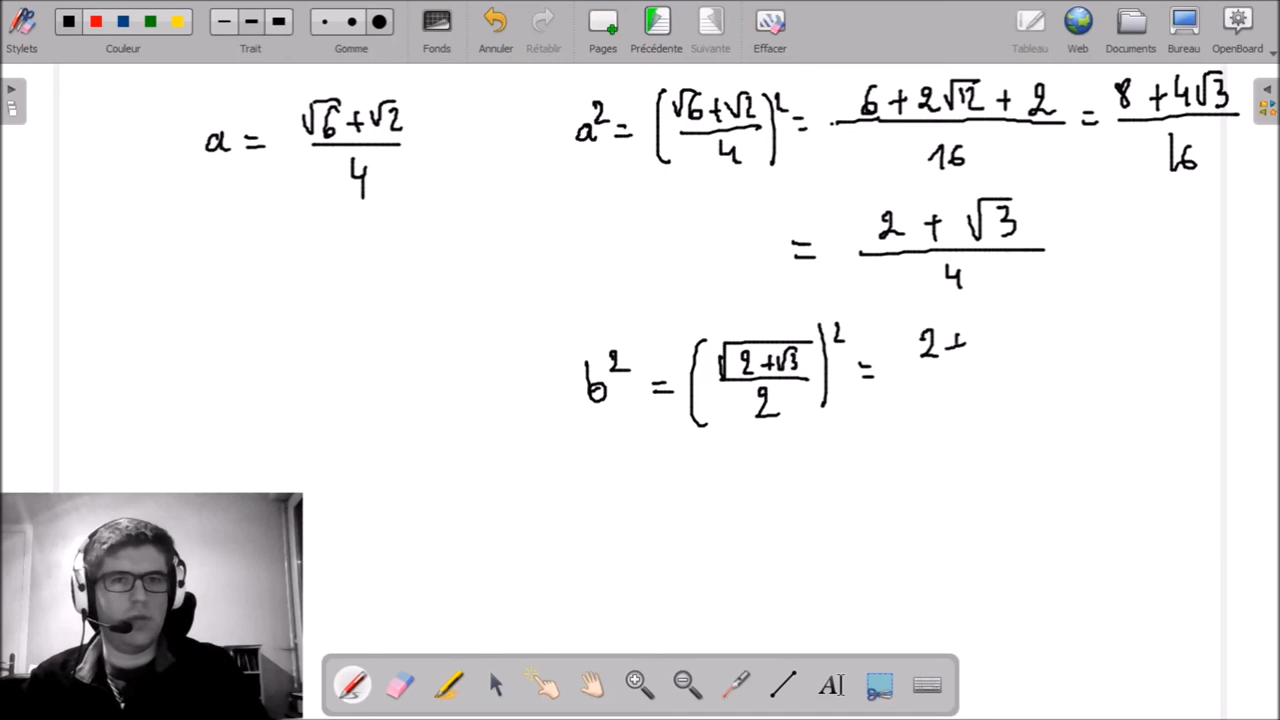 Stylets Couleur Trait Gomme Fonds Annuler Rétablir Pages Précédente Suivante Effacer Tableau Web Documents Bureau OpenBoard
a = (√6 + √2)/4
a² = ((√6 + √2)/4)² = (6 + 2√12 + 2)/16 = (8 + 4√3)/16
= (2 + √3)/4
b² = (√(2 + √3)/2)² = 2 +